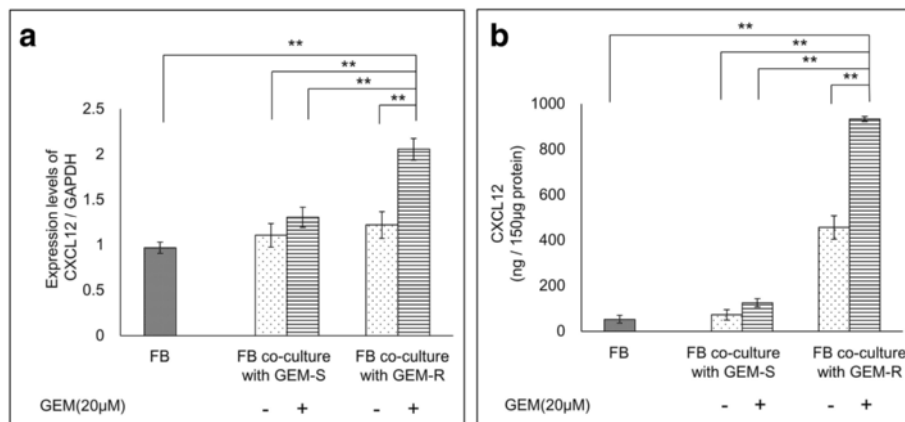 a
**
**
**
**
2.5
2
1.5
1
0.5
0
Expression levels of
CXCL12 / GAPDH
FB
FB co-culture
with GEM-S
FB co-culture
with GEM-R
GEM(20μM)
- + - +
b
**
**
**
**
1000
800
600
400
200
0
CXCL12
(ng / 150μg protein)
FB
FB co-culture
with GEM-S
FB co-culture
with GEM-R
GEM(20μM)
- + - +